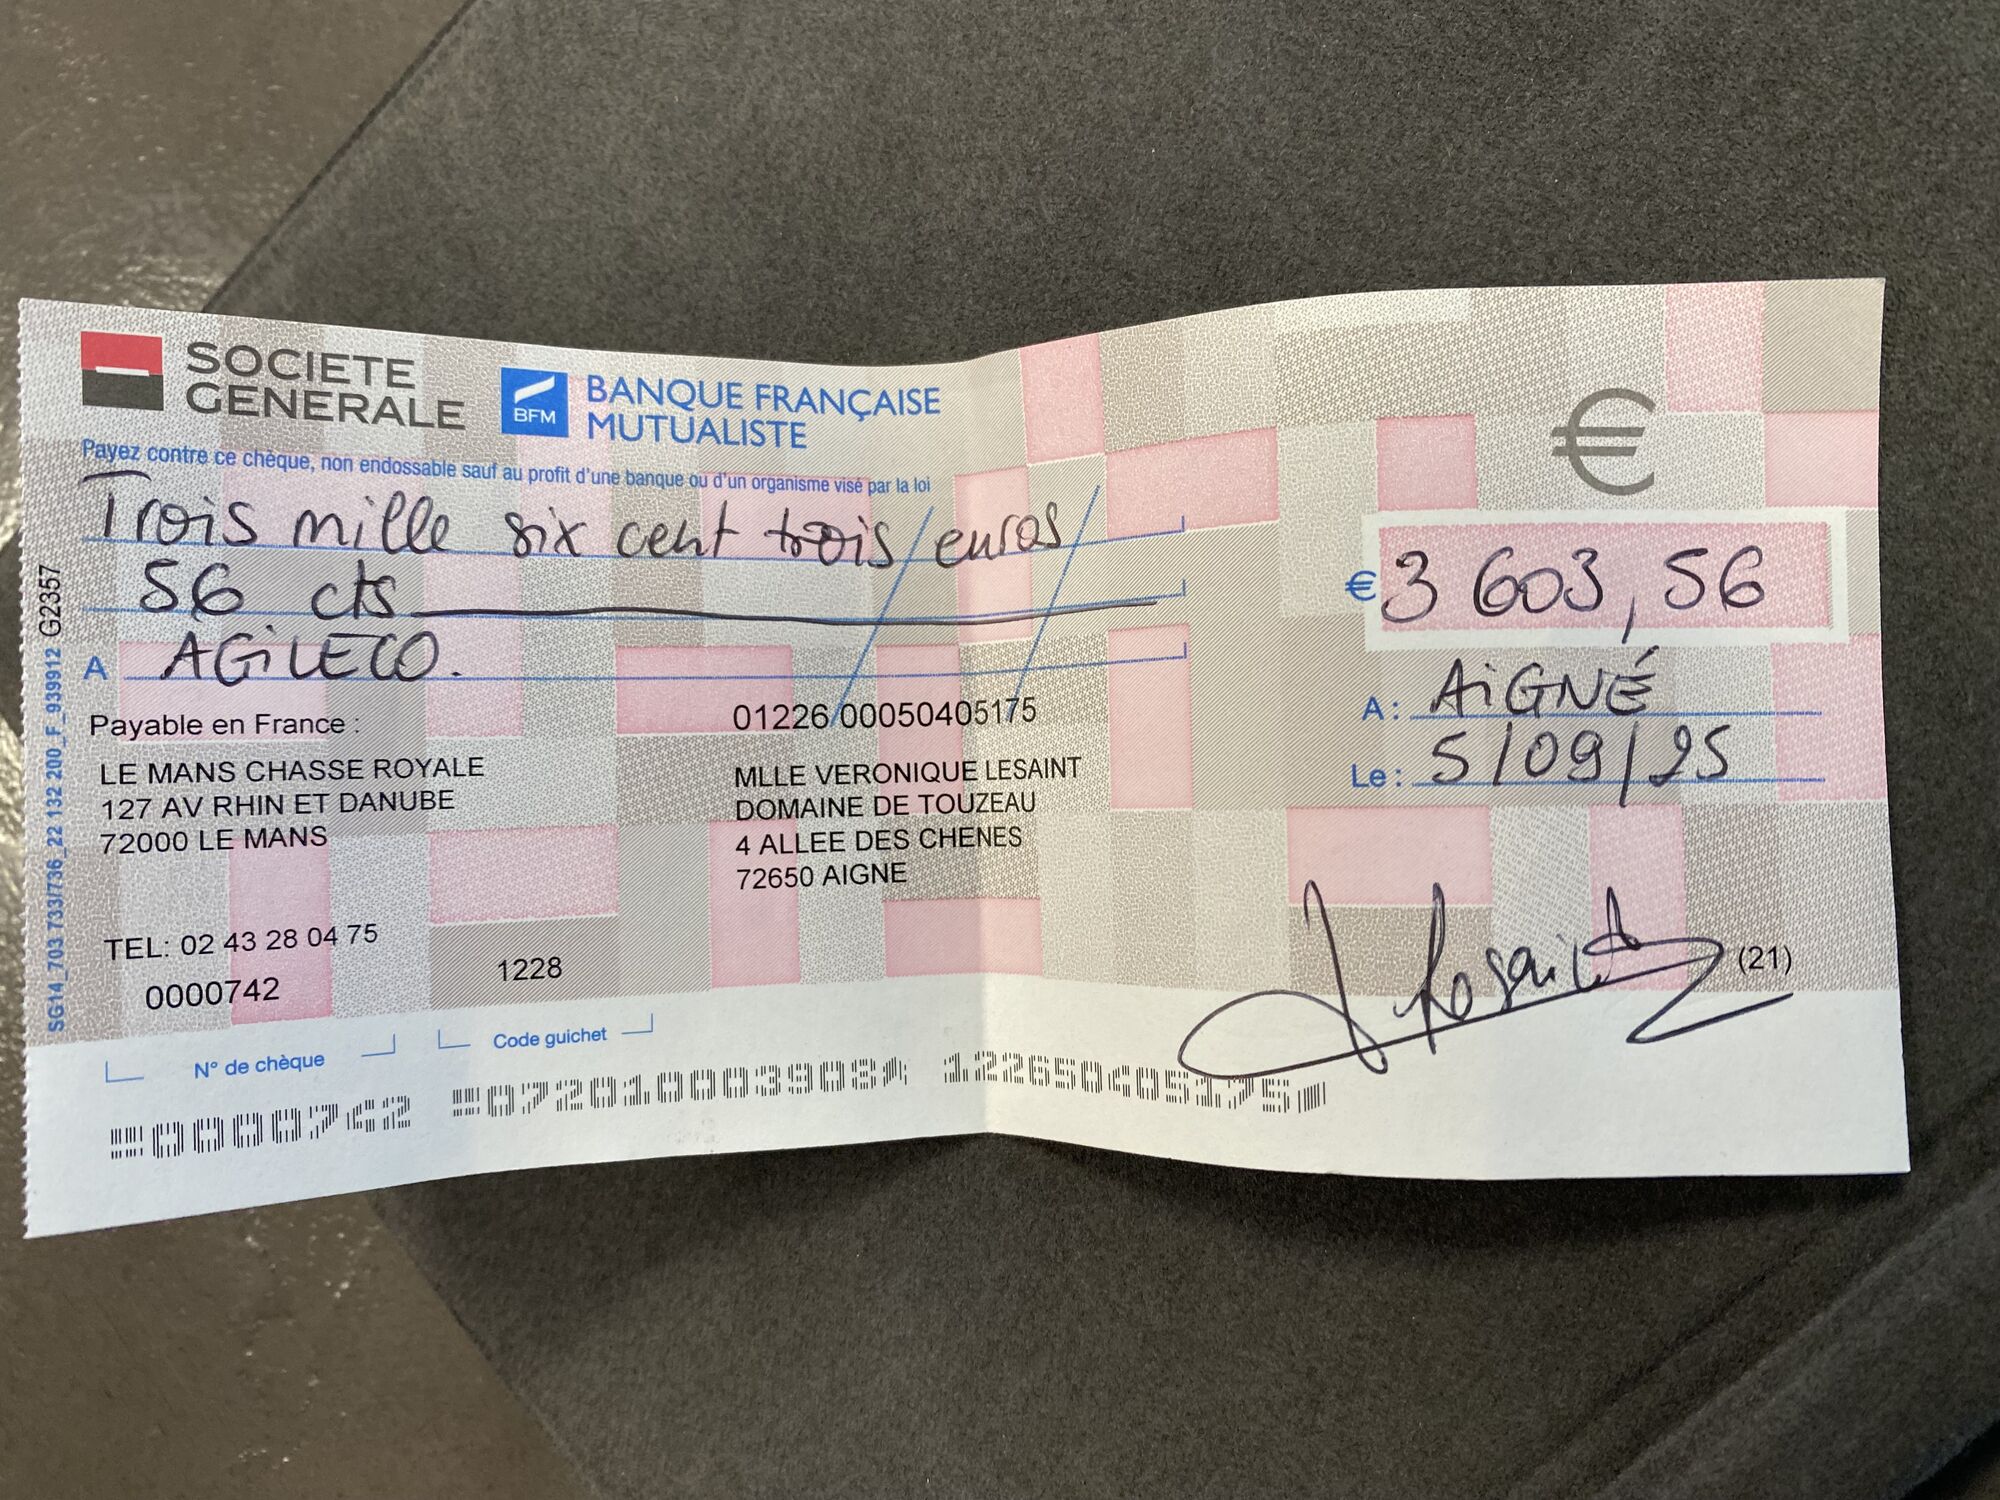 SOCIETE
GENERALE
BFM
BANQUE FRANÇAISE
MUTUALISTE
€
Payez contre ce chèque, non endossable sauf au profit d'une banque ou d'un organisme visé par la loi
Trois mille six cent trois euros
56 cts
€ 3 603,56
A AGiLECO.
A : AiGNÉ
Le : 5/09/25
Payable en France :
LE MANS CHASSE ROYALE
127 AV RHIN ET DANUBE
72000 LE MANS
TEL: 02 43 28 04 75
0000742
1228
01226 00050405175
MLLE VERONIQUE LESAINT
DOMAINE DE TOUZEAU
4 ALLEE DES CHENES
72650 AIGNE
Lesaint
(21)
N° de chèque
Code guichet
0000742 072010003908 122650405175
SG14_703 733/736_22 132 200_F_939912 G2357